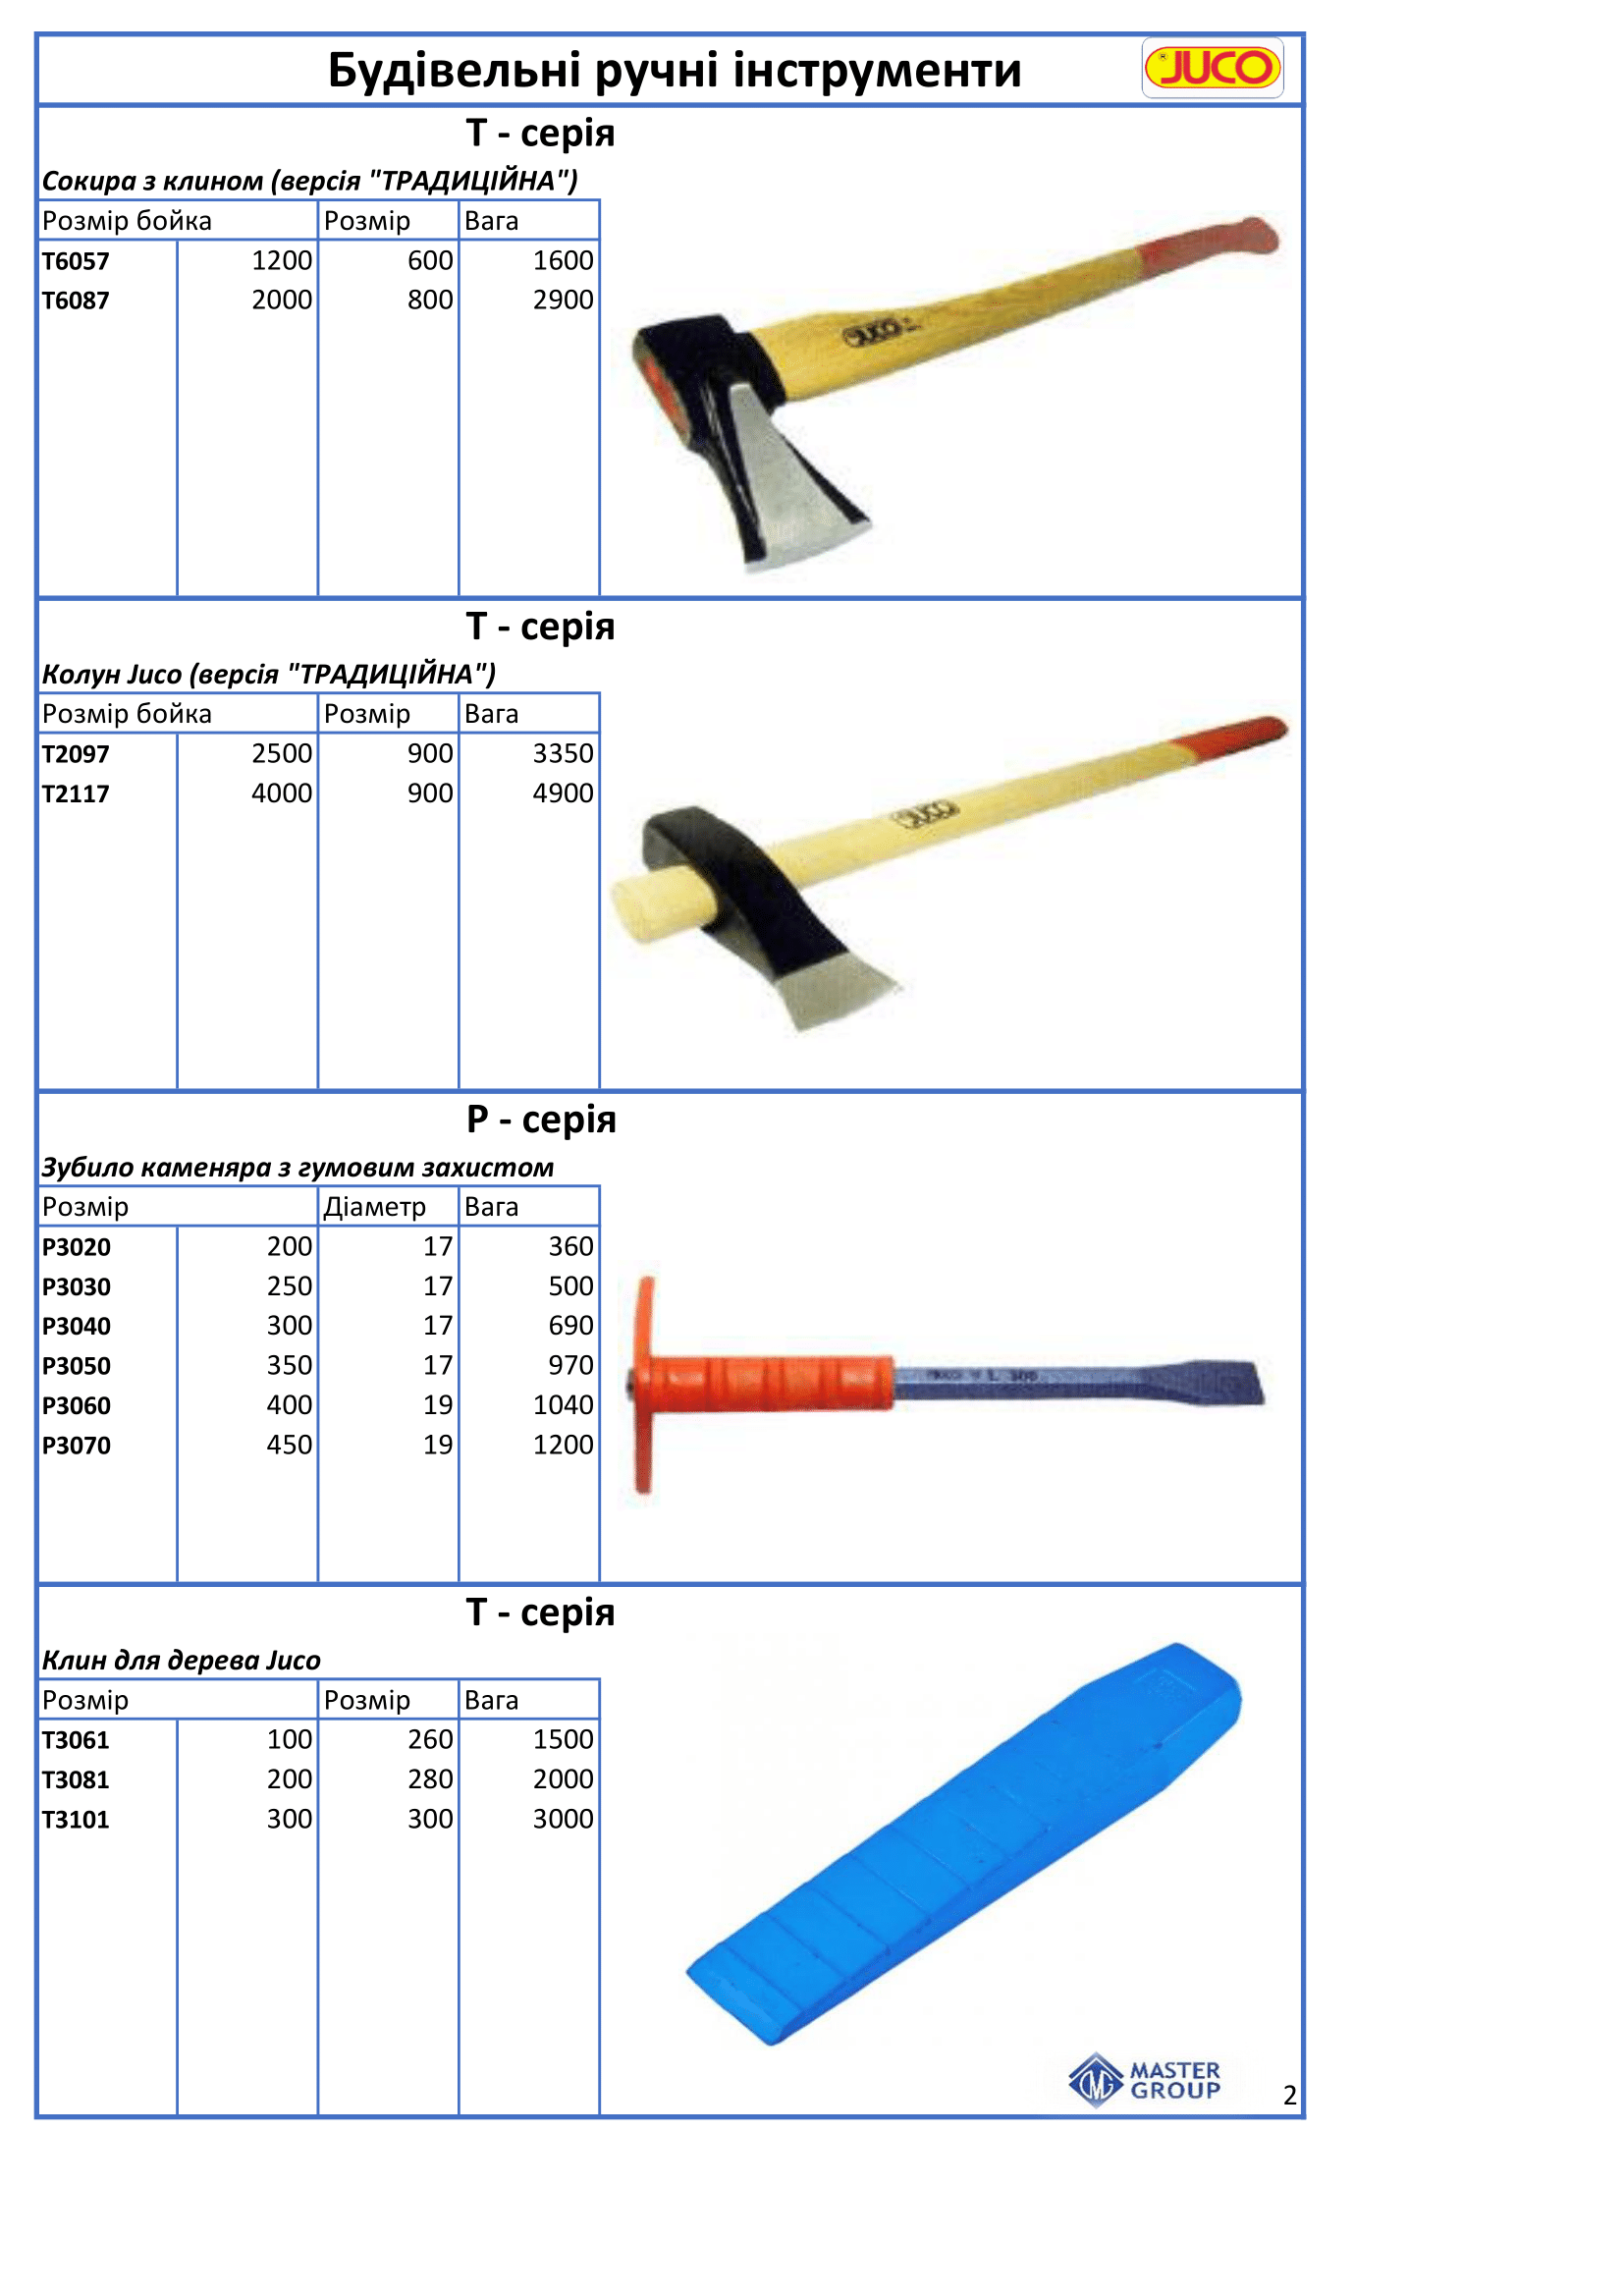 Будівельні ручні інструменти
JUCO
Т - серія
Сокира з клином (версія "ТРАДИЦІЙНА")
Розмір бойка Розмір Вага
T6057 1200 600 1600
T6087 2000 800 2900
JUCO
Т - серія
Колун Juco (версія "ТРАДИЦІЙНА")
Розмір бойка Розмір Вага
T2097 2500 900 3350
T2117 4000 900 4900
JUCO
Р - серія
Зубило каменяра з гумовим захистом
Розмір Діаметр Вага
P3020 200 17 360
P3030 250 17 500
P3040 300 17 690
P3050 350 17 970
P3060 400 19 1040
P3070 450 19 1200
Т - серія
Клин для дерева Juco
Розмір Розмір Вага
T3061 100 260 1500
T3081 200 280 2000
T3101 300 300 3000
MASTER
GROUP
2